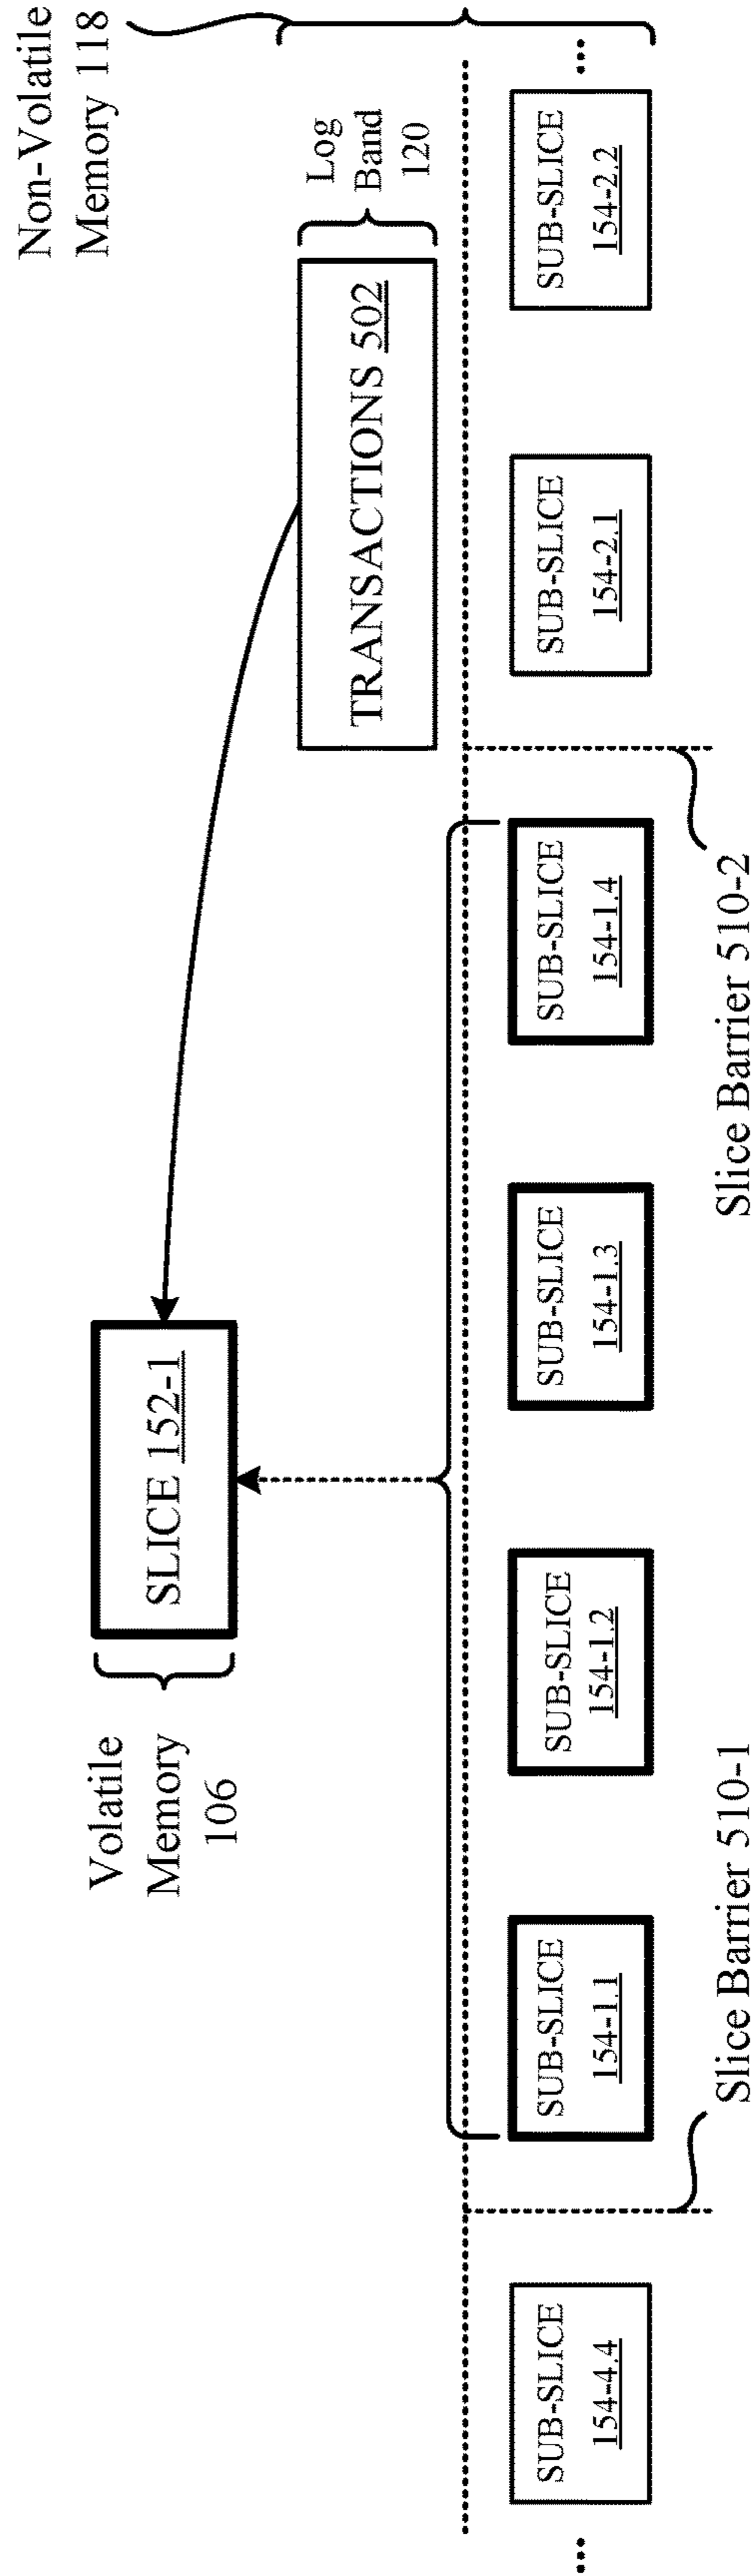 Volatile
Memory
106
SLICE 152-1
Non-Volatile
Memory 118
TRANSACTIONS 502
Log
Band
120
...
SUB-SLICE
154-4.4
SUB-SLICE
154-1.1
SUB-SLICE
154-1.2
SUB-SLICE
154-1.3
SUB-SLICE
154-1.4
SUB-SLICE
154-2.1
SUB-SLICE
154-2.2
...
Slice Barrier 510-1
Slice Barrier 510-2